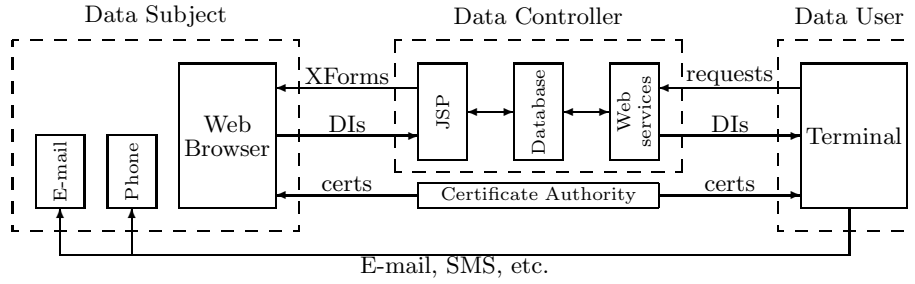 Data Subject
Data Controller
Data User
XForms
requests
E-mail
Phone
Web
Browser
DIs
JSP
Database
Web
services
DIs
Terminal
certs
Certificate Authority
certs
E-mail, SMS, etc.